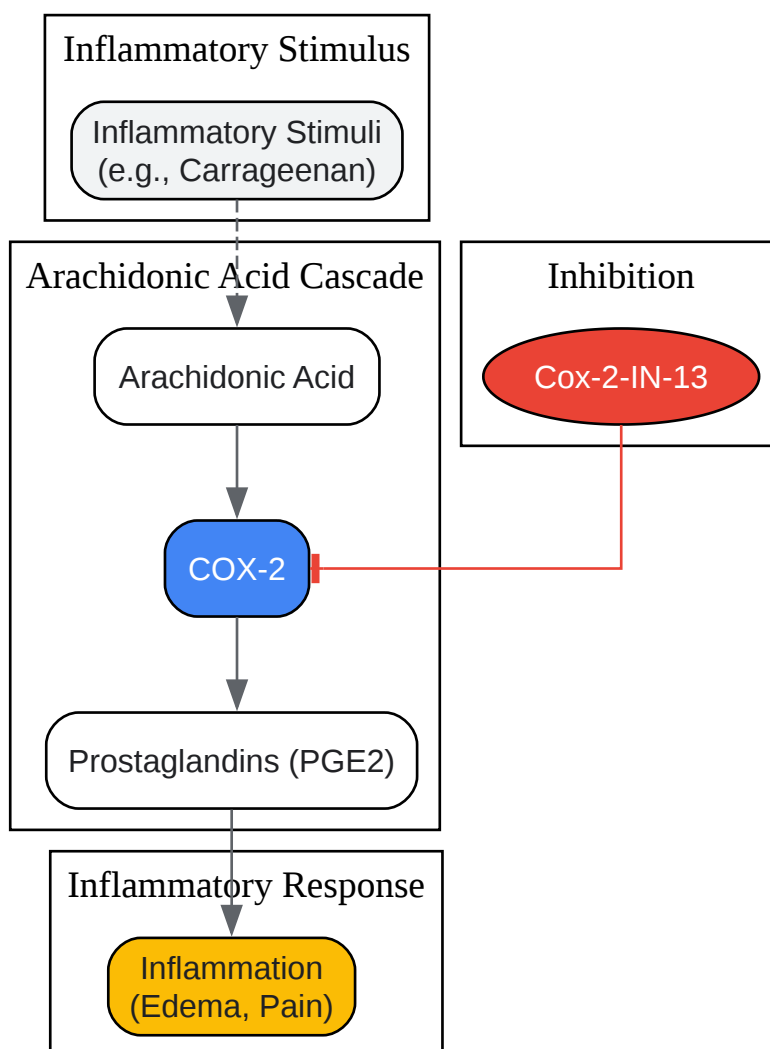 Inflammatory Stimulus
Inflammatory Stimuli
(e.g., Carrageenan)
Arachidonic Acid Cascade
Arachidonic Acid
COX-2
Prostaglandins (PGE2)
Inhibition
Cox-2-IN-13
Inflammatory Response
Inflammation
(Edema, Pain)